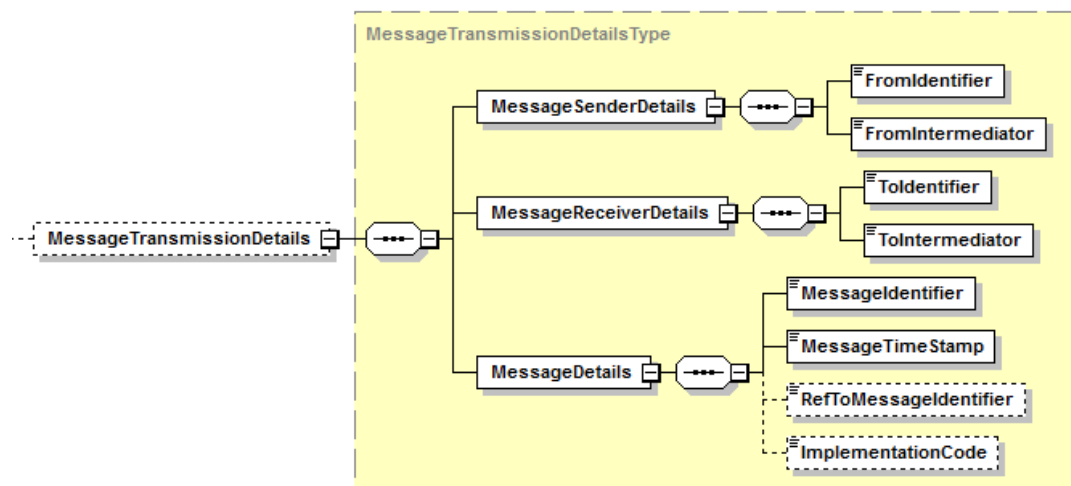 MessageTransmissionDetailsType
MessageTransmissionDetails
MessageSenderDetails
FromIdentifier
FromIntermediator
MessageReceiverDetails
ToIdentifier
ToIntermediator
MessageDetails
MessageIdentifier
MessageTimeStamp
RefToMessageIdentifier
ImplementationCode